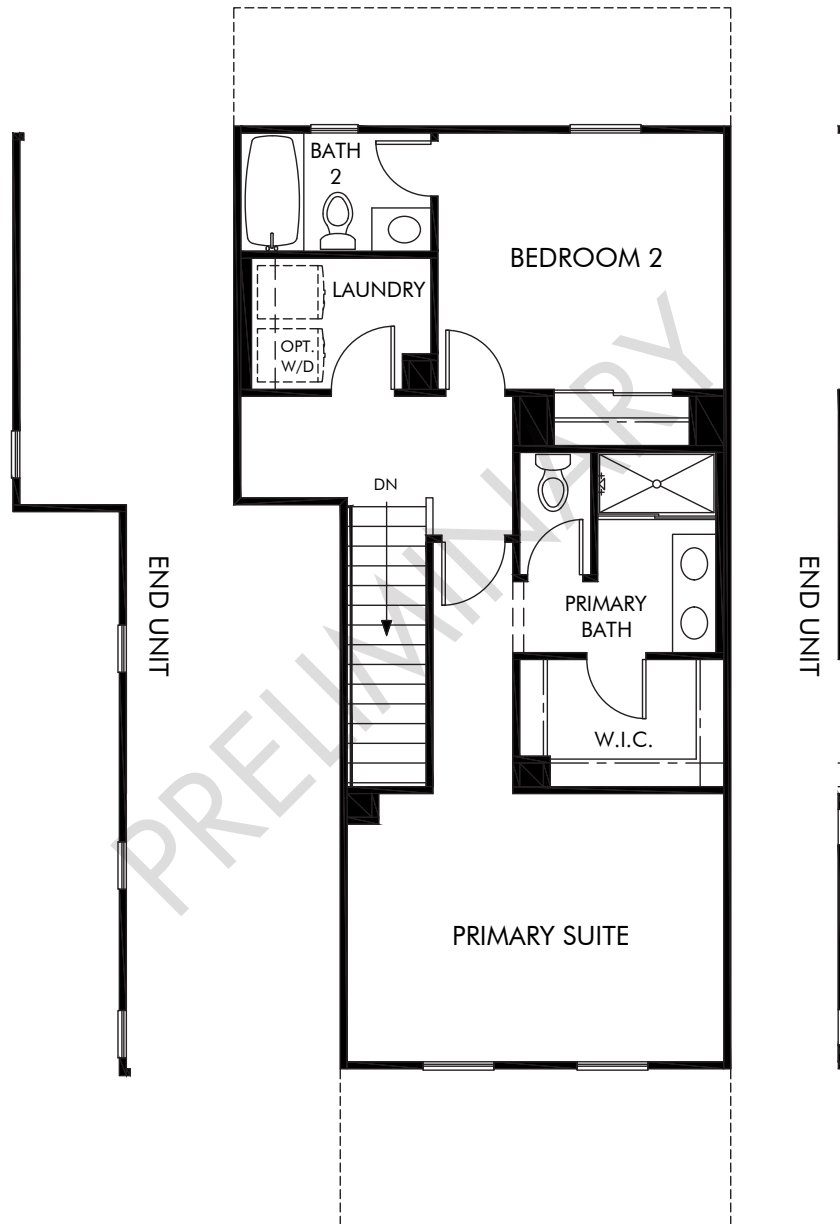 BATH
2
BEDROOM 2
LAUNDRY
OPT.
W/D
DN
PRIMARY
BATH
W.I.C.
PRIMARY SUITE
END UNIT
END UNIT
PRELIMINARY